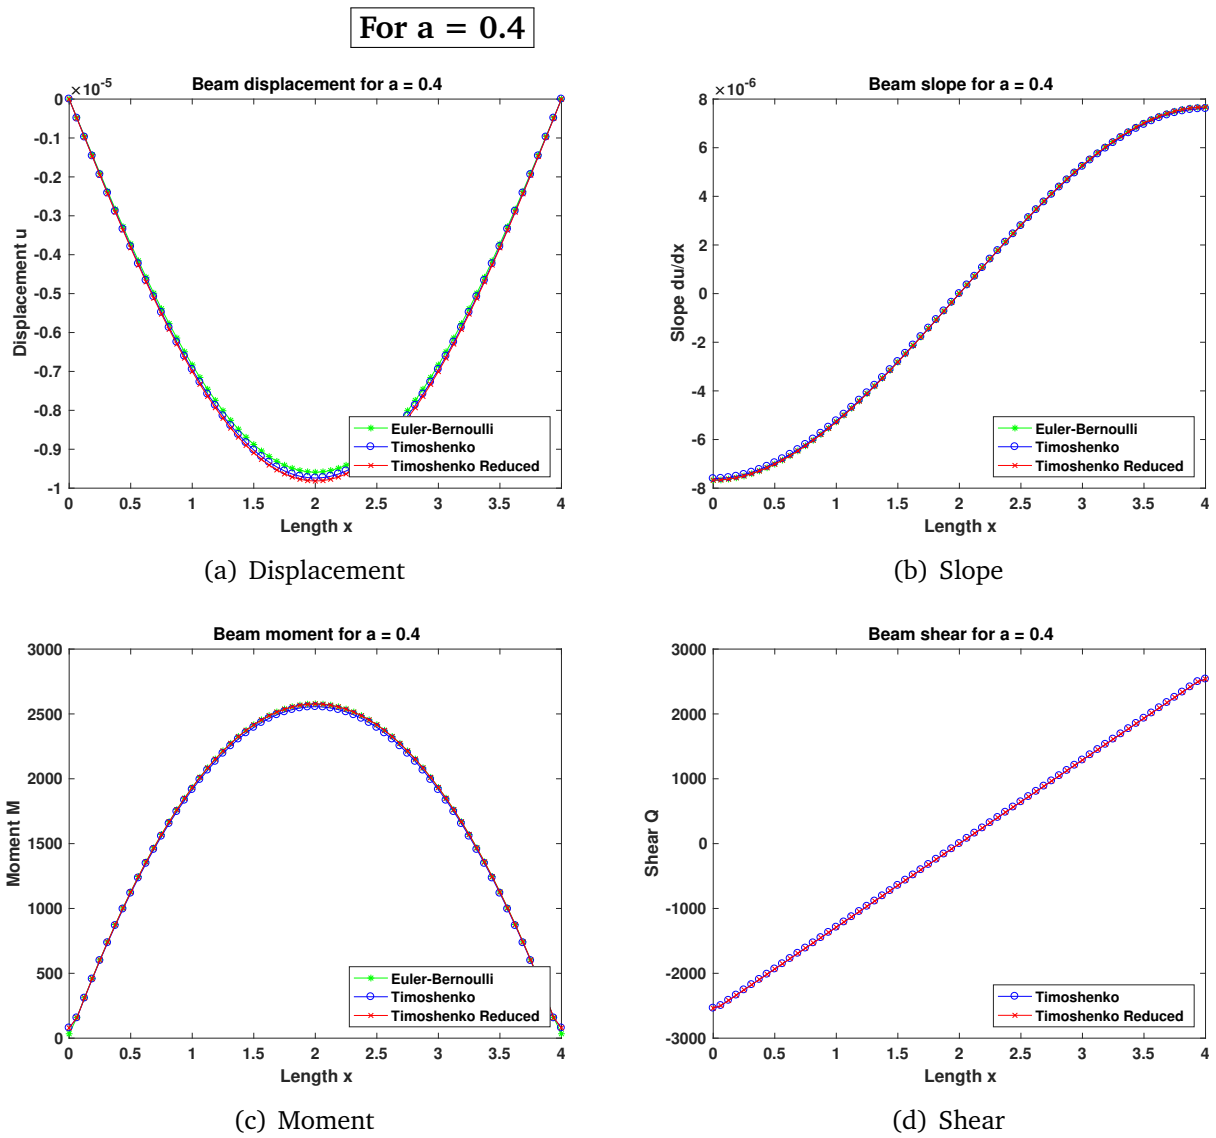 For a = 0.4
Beam displacement for a = 0.4
×10-5
0
-0.1
-0.2
-0.3
-0.4
-0.5
-0.6
-0.7
-0.8
-0.9
-1
Displacement u
0 0.5 1 1.5 2 2.5 3 3.5 4
Length x
Euler-Bernoulli
Timoshenko
Timoshenko Reduced
(a) Displacement
Beam slope for a = 0.4
×10-6
8
6
4
2
0
-2
-4
-6
-8
Slope du/dx
0 0.5 1 1.5 2 2.5 3 3.5 4
Length x
Euler-Bernoulli
Timoshenko
Timoshenko Reduced
(b) Slope
Beam moment for a = 0.4
3000
2500
2000
1500
1000
500
0
Moment M
0 0.5 1 1.5 2 2.5 3 3.5 4
Length x
Euler-Bernoulli
Timoshenko
Timoshenko Reduced
(c) Moment
Beam shear for a = 0.4
3000
2000
1000
0
-1000
-2000
-3000
Shear Q
0 0.5 1 1.5 2 2.5 3 3.5 4
Length x
Timoshenko
Timoshenko Reduced
(d) Shear